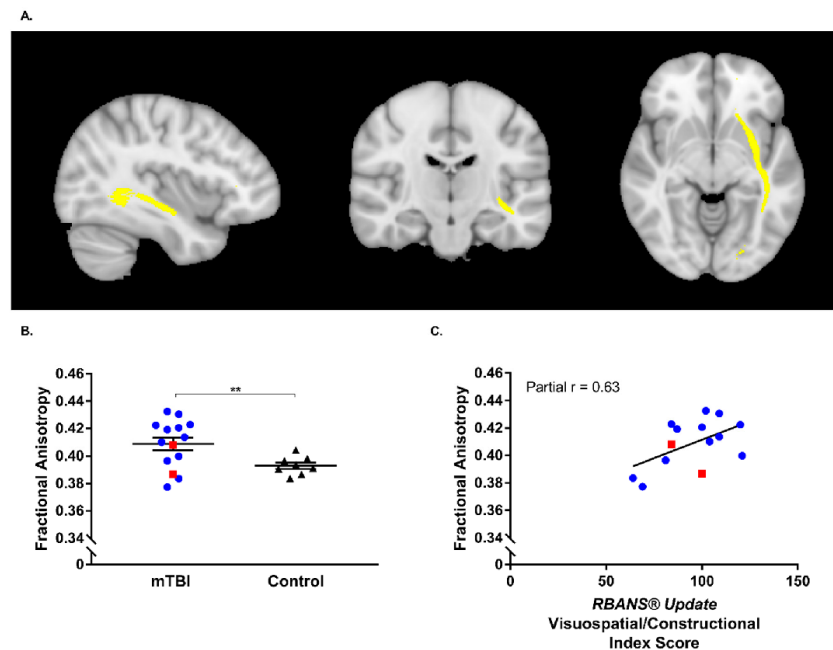 A.
B.
C.
0.46
0.44
0.42
0.40
0.38
0.36
0.34
0
Fractional Anisotropy
**
mTBI
Control
0.46
0.44
0.42
0.40
0.38
0.36
0.34
0
Fractional Anisotropy
Partial r = 0.63
0
50
100
150
RBANS® Update
Visuospatial/Constructional
Index Score